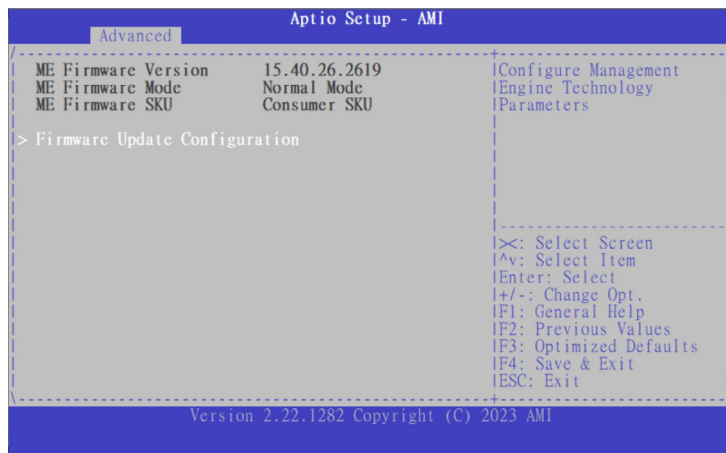 Aptio Setup - AMI
Advanced
ME Firmware Version 15.40.26.2619
ME Firmware Mode Normal Mode
ME Firmware SKU Consumer SKU
> Firmware Update Configuration
Configure Management
Engine Technology
Parameters
><: Select Screen
^v: Select Item
Enter: Select
+/-: Change Opt.
F1: General Help
F2: Previous Values
F3: Optimized Defaults
F4: Save & Exit
ESC: Exit
Version 2.22.1282 Copyright (C) 2023 AMI